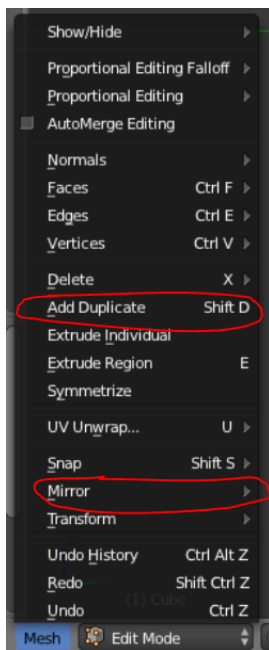 Show/Hide
Proportional Editing Falloff
Proportional Editing
AutoMerge Editing
Normals
Faces Ctrl F
Edges Ctrl E
Vertices Ctrl V
Delete X
Add Duplicate Shift D
Extrude Individual
Extrude Region E
Symmetrize
UV Unwrap... U
Snap Shift S
Mirror
Transform
Undo History Ctrl Alt Z
Redo Shift Ctrl Z
(1) Cube
Undo Ctrl Z
Mesh Edit Mode